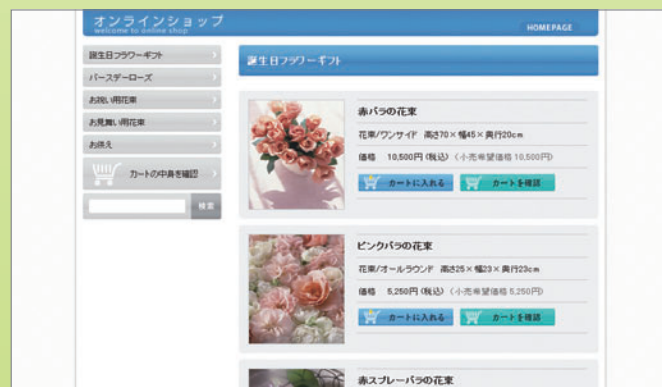 オンラインショップ
welcome to online shop
HOMEPAGE
誕生日フラワーギフト
バースデーローズ
お祝い用花束
お見舞い用花束
お供え
カートの中身を確認
検索
誕生日フラワーギフト
赤バラの花束
花束/ワンサイド 高さ70×幅45×奥行20cm
価格 10,500円(税込)(小売希望価格10,500円)
カートに入れる
カートを確認
ピンクバラの花束
花束/オールラウンド 高さ25×幅23×奥行23cm
価格 5,250円(税込)(小売希望価格5,250円)
カートに入れる
カートを確認
赤スプレーバラの花束